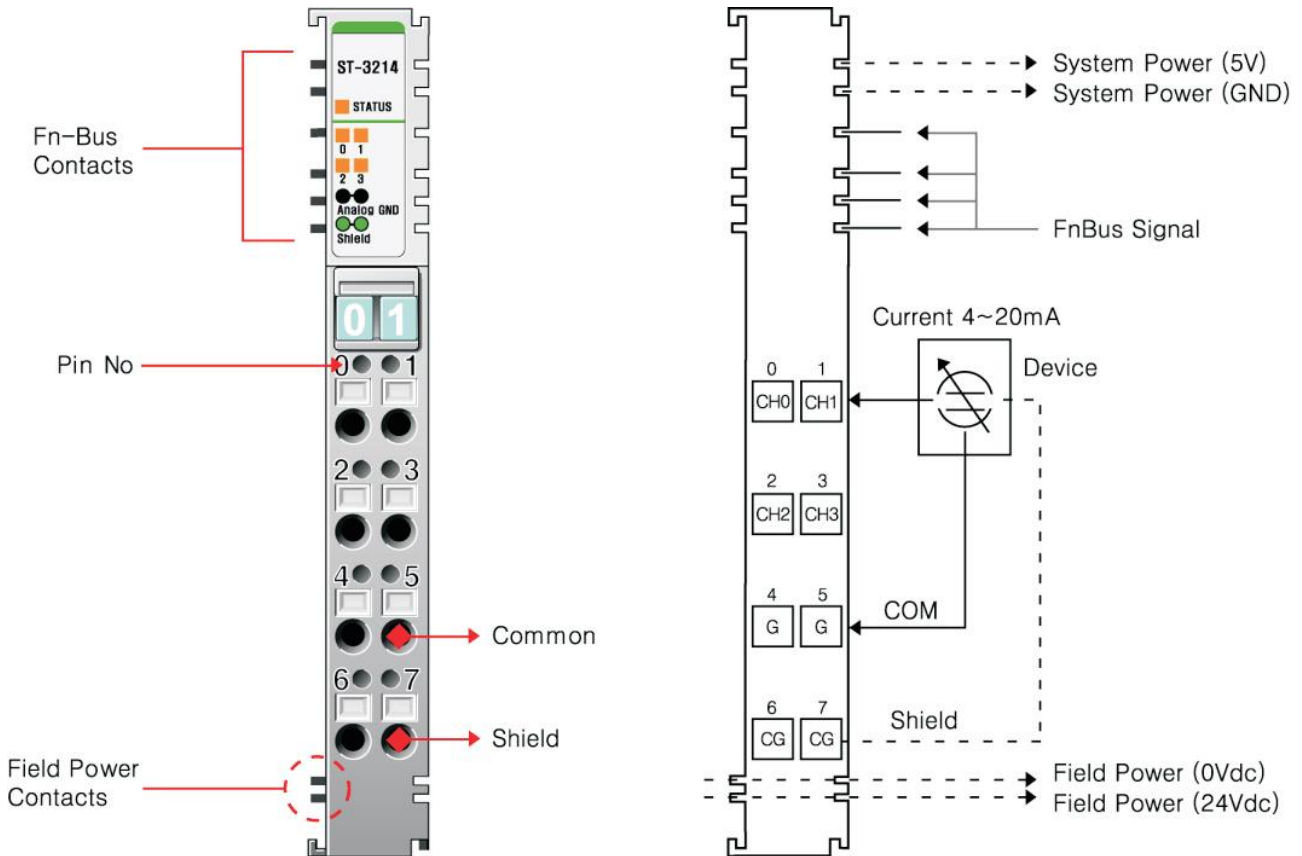 ST-3214
STATUS
0 1
2 3
Analog GND
Shield
Fn-Bus
Contacts
01
Pin No
0 1
2 3
4 5
Common
6 7
Shield
Field Power
Contacts
System Power (5V)
System Power (GND)
FnBus Signal
Current 4~20mA
Device
0 1
CH0 CH1
2 3
CH2 CH3
4 5
G G
COM
6 7
CG CG
Shield
Field Power (0Vdc)
Field Power (24Vdc)